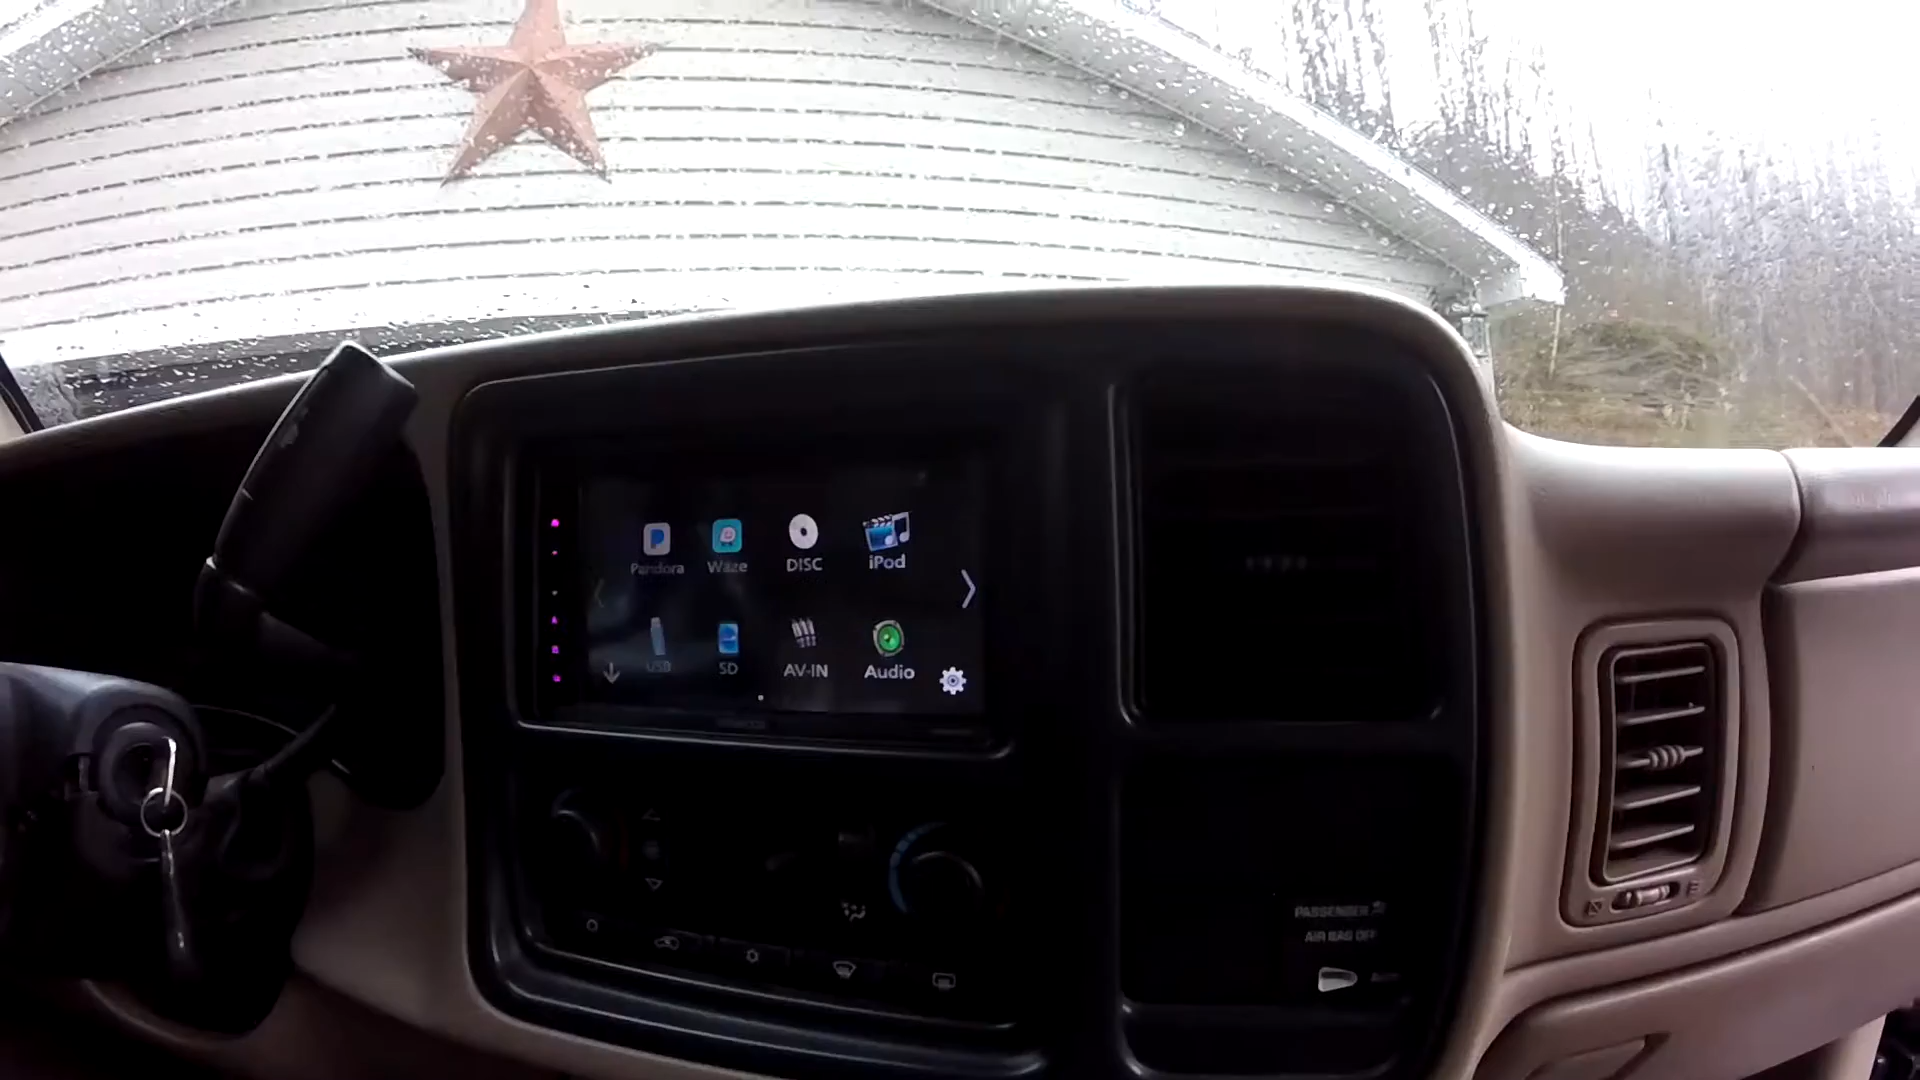 Pandora Waze DISC iPod
USB SD AV-IN Audio
PASSENGER
AIR BAG OFF